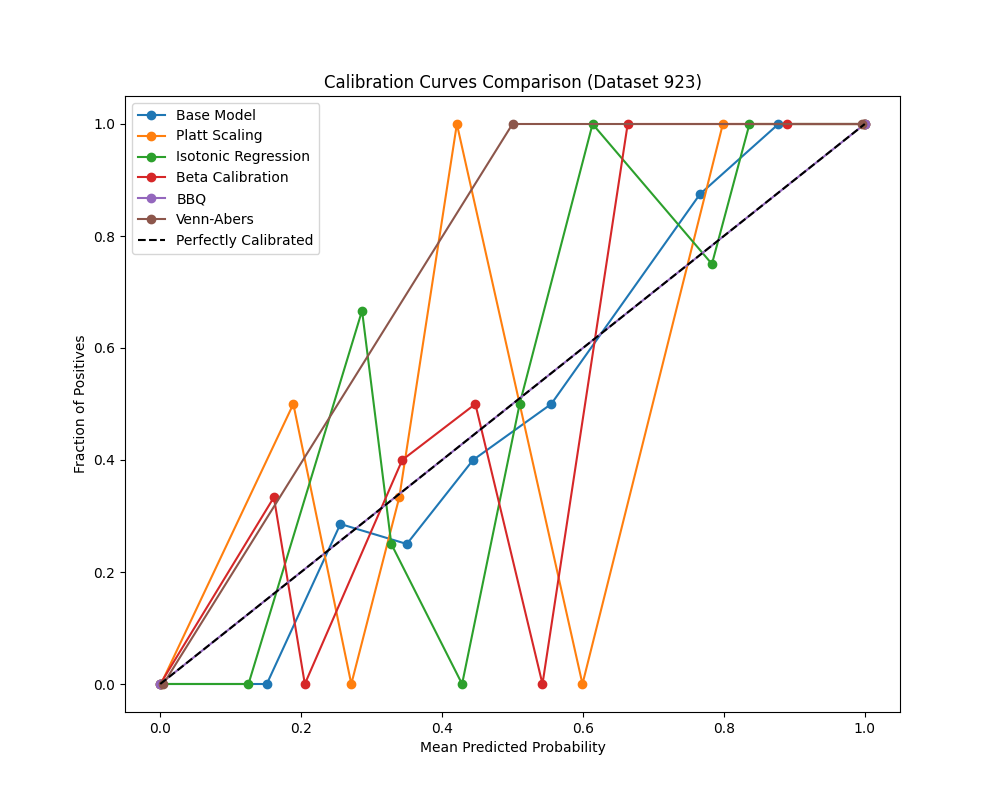 Calibration Curves Comparison (Dataset 923)
Base Model
Platt Scaling
Isotonic Regression
Beta Calibration
BBQ
Venn-Abers
Perfectly Calibrated
Fraction of Positives
1.0
0.8
0.6
0.4
0.2
0.0
0.0 0.2 0.4 0.6 0.8 1.0
Mean Predicted Probability